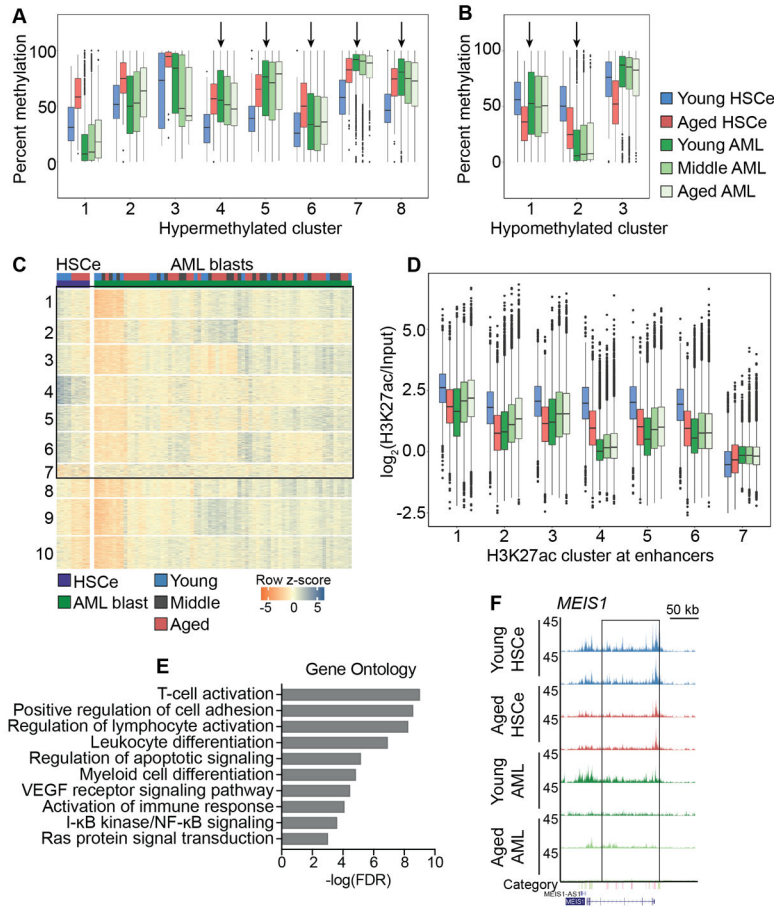 A
Percent methylation
100
50
0
1 2 3 4 5 6 7 8
Hypermethylated cluster
B
Percent methylation
100
50
0
1 2 3
Hypomethylated cluster
Young HSCe
Aged HSCe
Young AML
Middle AML
Aged AML
C
HSCe AML blasts
1
2
3
4
5
6
7
8
9
10
HSCe
AML blast
Young
Middle
Aged
Row z-score
-5 0 5
D
log2(H3K27ac/Input)
5.0
2.5
0.0
-2.5
1 2 3 4 5 6 7
H3K27ac cluster at enhancers
E
Gene Ontology
T-cell activation
Positive regulation of cell adhesion
Regulation of lymphocyte activation
Leukocyte differentiation
Regulation of apoptotic signaling
Myeloid cell differentiation
VEGF receptor signaling pathway
Activation of immune response
I-κB kinase/NF-κB signaling
Ras protein signal transduction
0 2 4 6 8 10
-log(FDR)
F
MEIS1
50 kb
Young HSCe
45
45
Aged HSCe
45
45
Young AML
45
45
Aged AML
45
Category
MEIS1-AS1
MEIS1